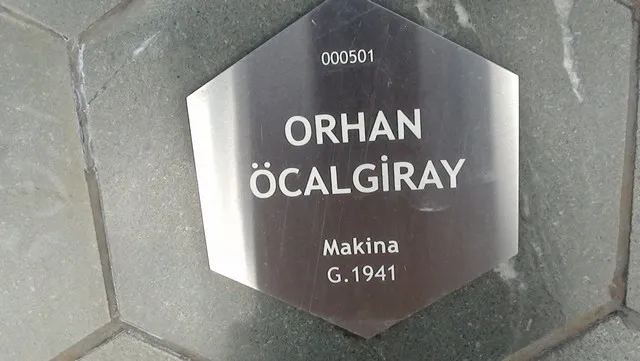 000501
ORHAN
ÖCALGİRAY
Makina
G.1941